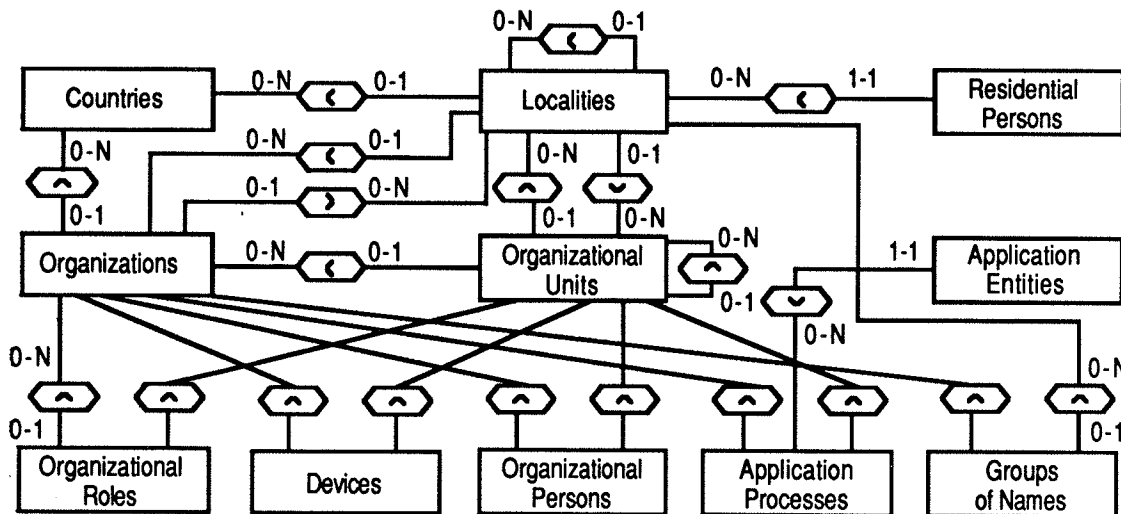 0-N 0-1
Countries
0-N 0-1
Localities
0-N 1-1
Residential
Persons
0-N
0-N 0-1
0-N
0-1
0-1
0-1 0-N
0-1
0-N
Organizations
0-N 0-1
Organizational
Units
0-N
0-1
1-1
Application
Entities
0-N
0-N
0-N
0-1
0-1
Organizational
Roles
Devices
Organizational
Persons
Application
Processes
Groups
of Names